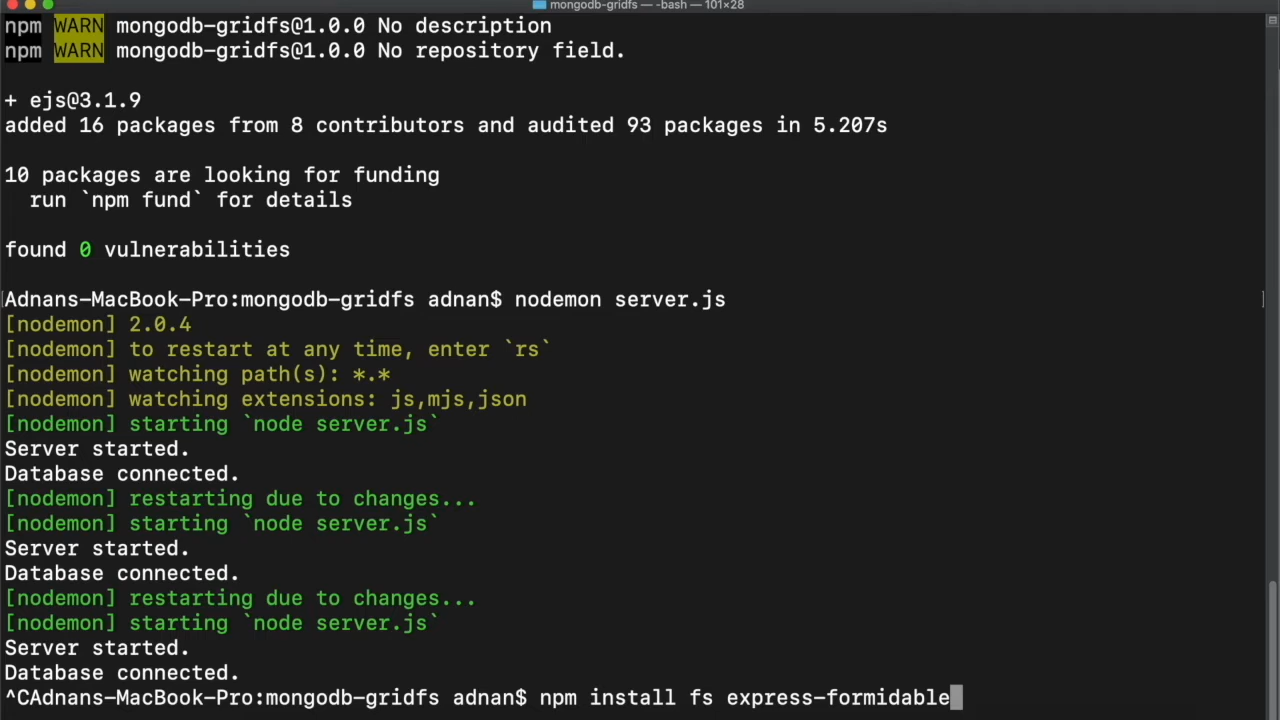 mongodb-gridfs — -bash — 101×28
npm WARN mongodb-gridfs@1.0.0 No description
npm WARN mongodb-gridfs@1.0.0 No repository field.
+ ejs@3.1.9
added 16 packages from 8 contributors and audited 93 packages in 5.207s
10 packages are looking for funding
run `npm fund` for details
found 0 vulnerabilities
Adnans-MacBook-Pro:mongodb-gridfs adnan$ nodemon server.js
[nodemon] 2.0.4
[nodemon] to restart at any time, enter `rs`
[nodemon] watching path(s): *.*
[nodemon] watching extensions: js,mjs,json
[nodemon] starting `node server.js`
Server started.
Database connected.
[nodemon] restarting due to changes...
[nodemon] starting `node server.js`
Server started.
Database connected.
[nodemon] restarting due to changes...
[nodemon] starting `node server.js`
Server started.
Database connected.
^CAdnans-MacBook-Pro:mongodb-gridfs adnan$ npm install fs express-formidable